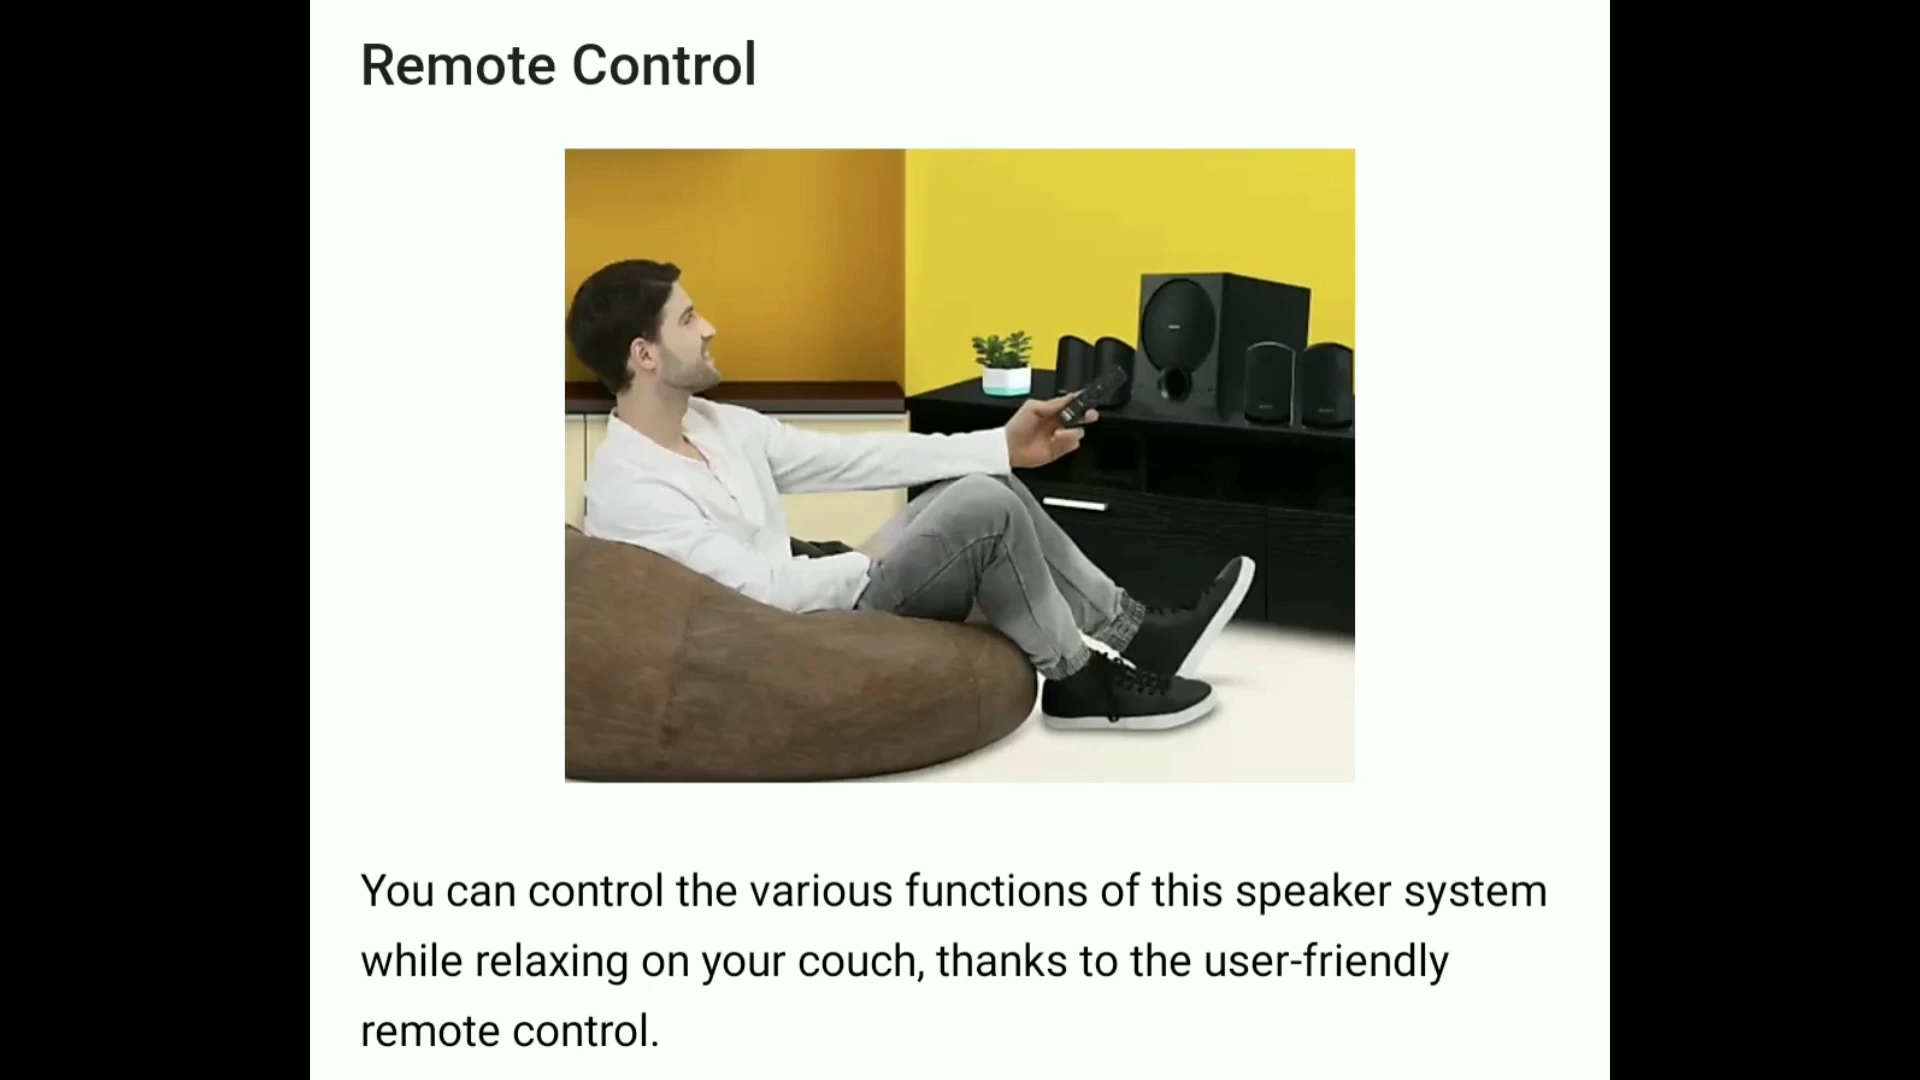 Remote Control
You can control the various functions of this speaker system
while relaxing on your couch, thanks to the user-friendly
remote control.